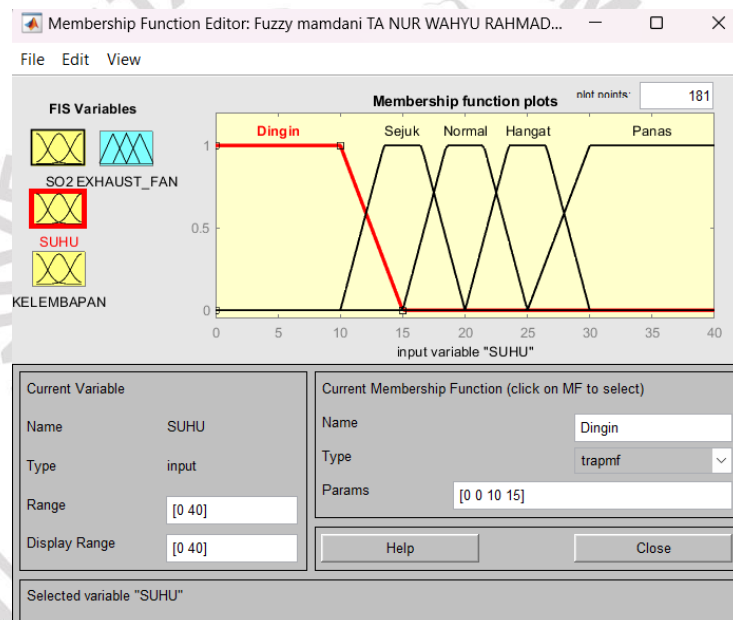 Membership Function Editor: Fuzzy mamdani TA NUR WAHYU RAHMAD...
File Edit View
FIS Variables
SO2 EXHAUST_FAN
SUHU
KELEMBAPAN
Membership function plots
plot points:
181
Dingin Sejuk Normal Hangat Panas
1
0.5
0
0 5 10 15 20 25 30 35 40
input variable "SUHU"
Current Variable
Name SUHU
Type input
Range [0 40]
Display Range [0 40]
Current Membership Function (click on MF to select)
Name Dingin
Type trapmf
Params [0 0 10 15]
Help Close
Selected variable "SUHU"